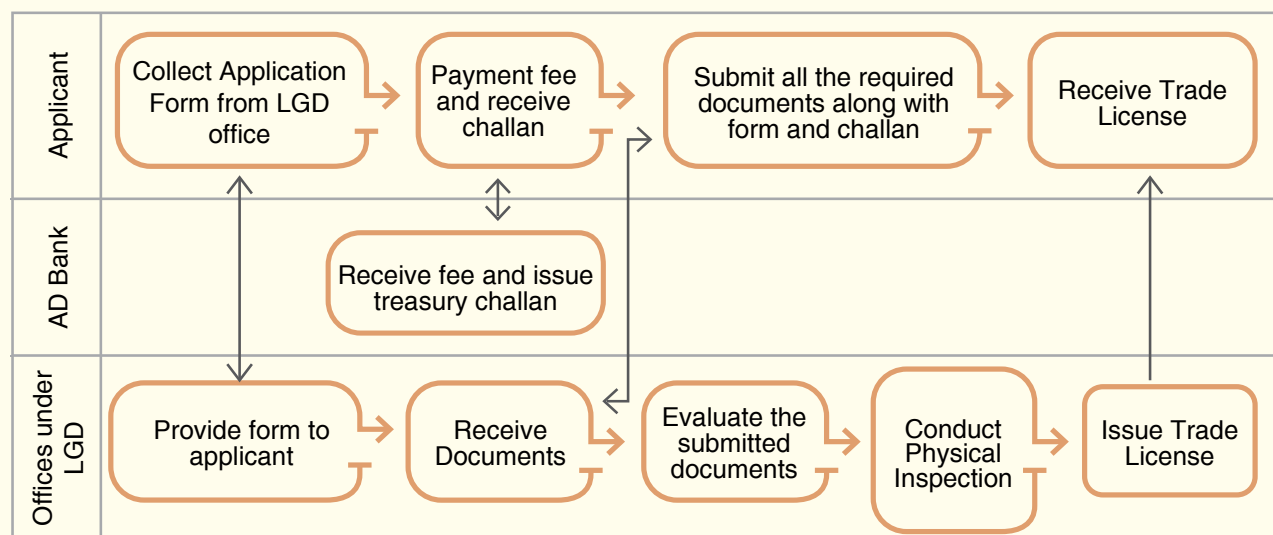 Applicant
Collect Application
Form from LGD
office
Payment fee
and receive
challan
Submit all the required
documents along with
form and challan
Receive Trade
License
AD Bank
Receive fee and issue
treasury challan
Offices under
LGD
Provide form to
applicant
Receive
Documents
Evaluate the
submitted
documents
Conduct
Physical
Inspection
Issue Trade
License